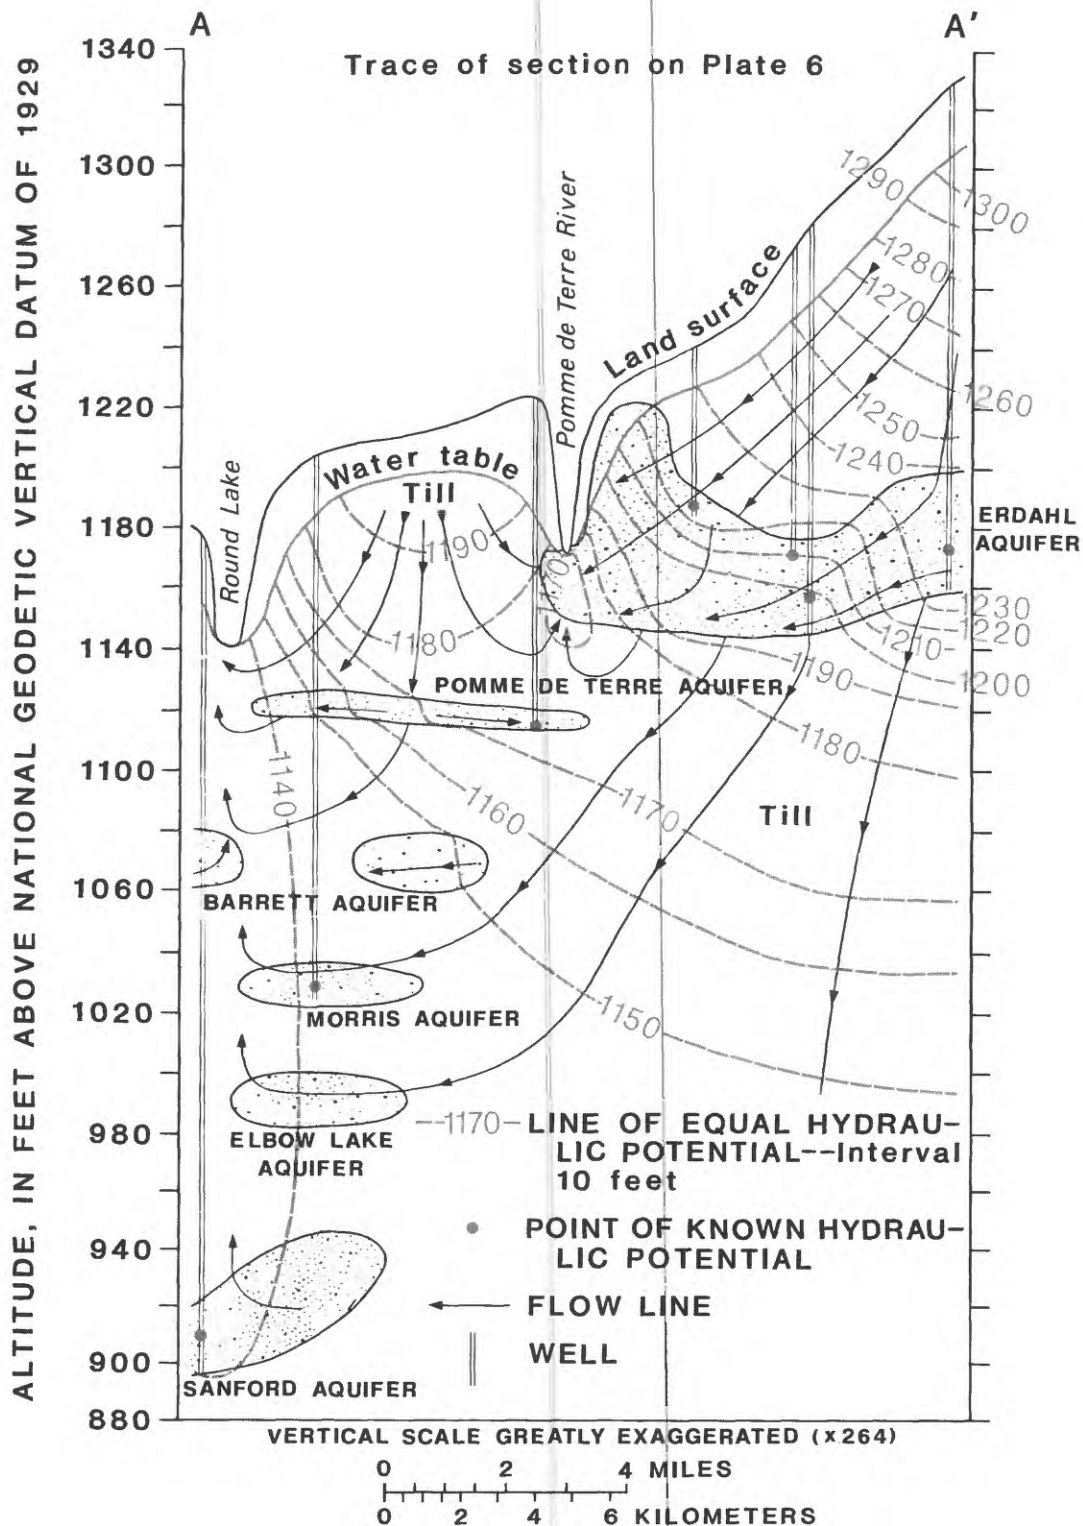 A
A'
Trace of section on Plate 6
ALTITUDE, IN FEET ABOVE NATIONAL GEODETIC VERTICAL DATUM OF 1929
1340
1300
1260
1220
1180
1140
1100
1060
1020
980
940
900
880
Round Lake
Pomme de Terre River
Land surface
Water table
Till
1290
1300
1280
1270
1260
1250
1240
ERDAHL
AQUIFER
1230
1220
1210
1200
1190
1180
1190
1180
POMME DE TERRE AQUIFER
1170
1160
1140
1150
Till
BARRETT AQUIFER
MORRIS AQUIFER
ELBOW LAKE
AQUIFER
SANFORD AQUIFER
1170
LINE OF EQUAL HYDRAU-
LIC POTENTIAL--Interval
10 feet
POINT OF KNOWN HYDRAU-
LIC POTENTIAL
FLOW LINE
WELL
VERTICAL SCALE GREATLY EXAGGERATED (x264)
0 2 4 MILES
0 2 4 6 KILOMETERS